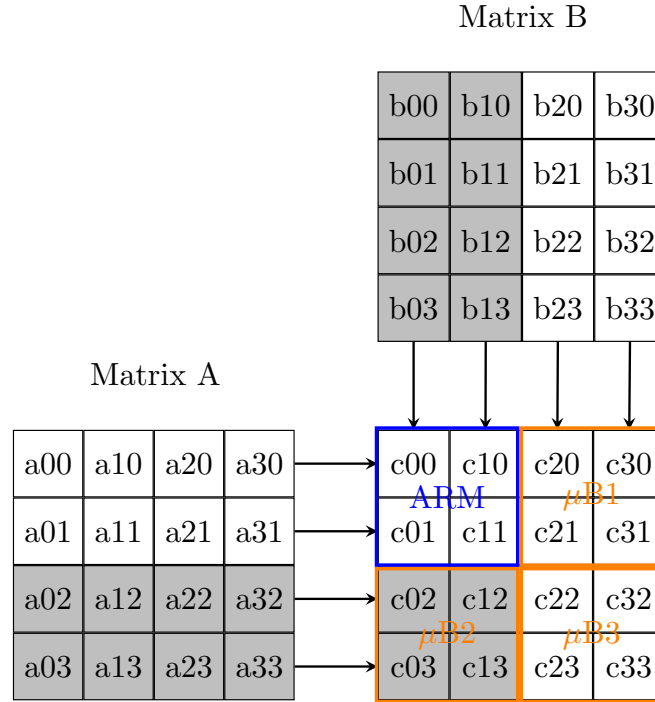 Matrix B
b00 b10 b20 b30
b01 b11 b21 b31
b02 b12 b22 b32
b03 b13 b23 b33
Matrix A
a00 a10 a20 a30 c00 c10 c20 c30
ARM μB1
a01 a11 a21 a31 c01 c11 c21 c31
a02 a12 a22 a32 c02 c12 c22 c32
μB2 μB3
a03 a13 a23 a33 c03 c13 c23 c33